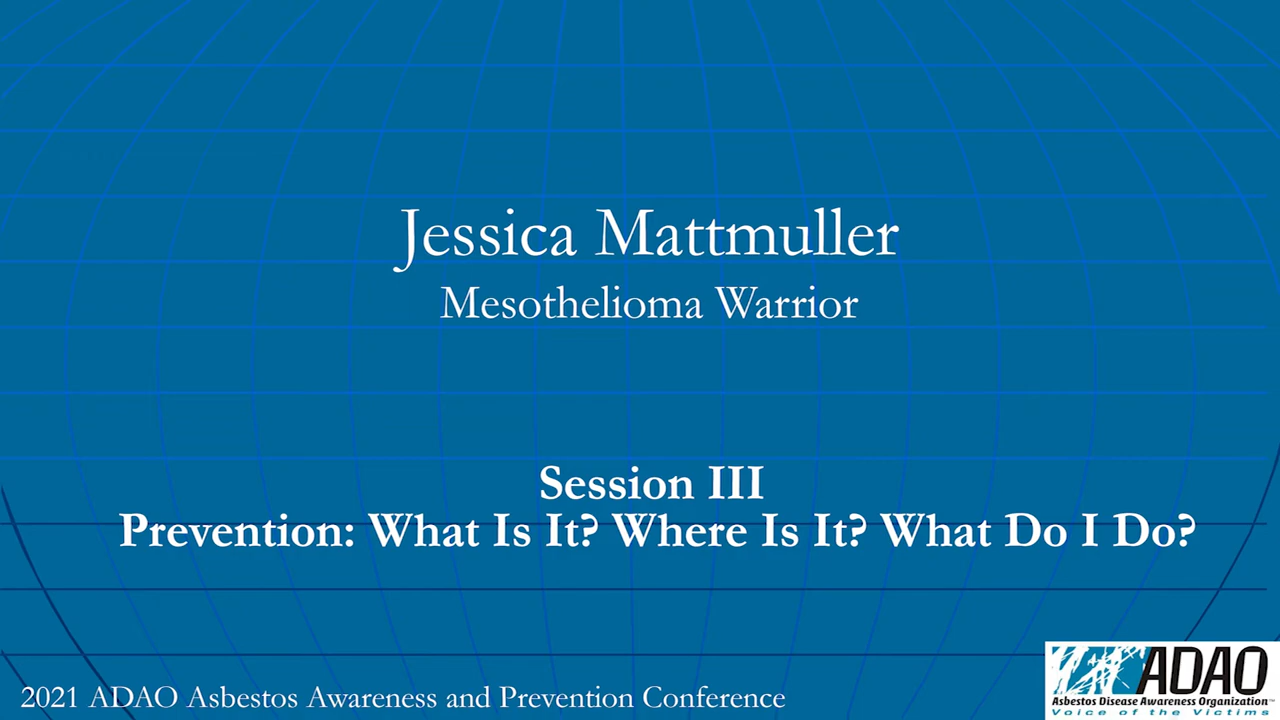 Jessica Mattmuller
Mesothelioma Warrior
Session III
Prevention: What Is It? Where Is It? What Do I Do?
2021 ADAO Asbestos Awareness and Prevention Conference
ADAO
Asbestos Disease Awareness Organization™
Voice of the Victims